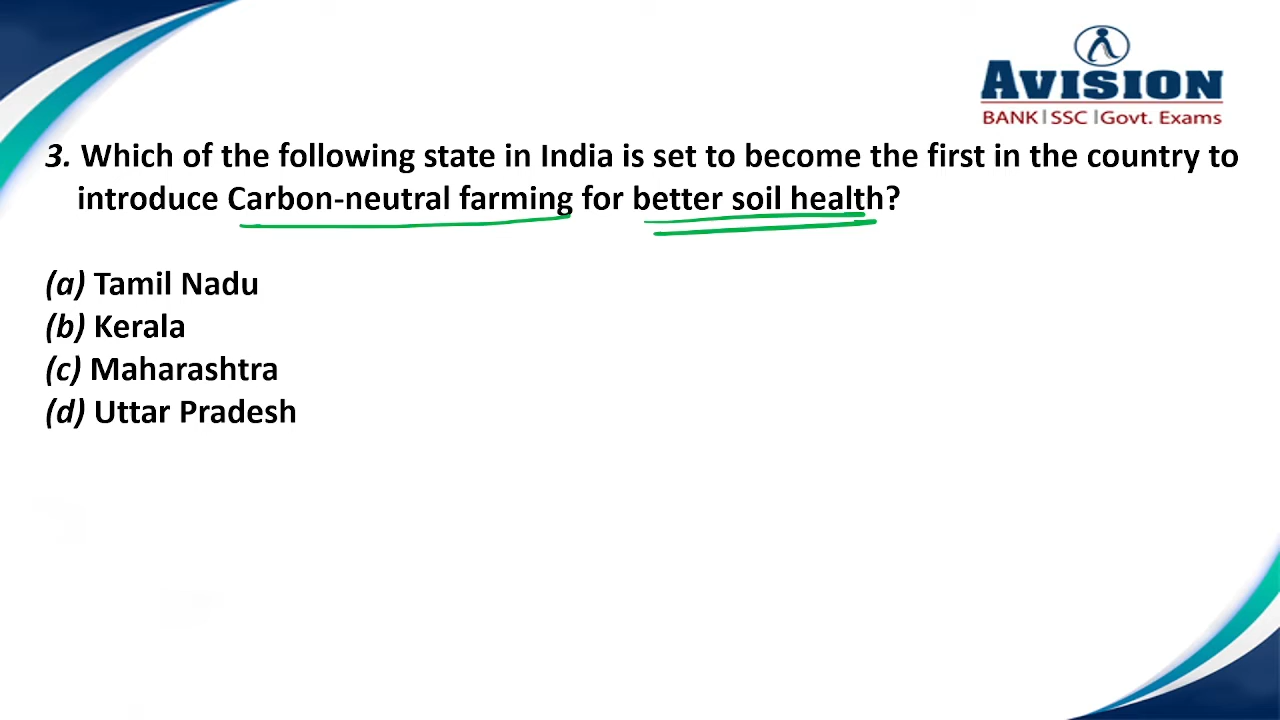 AVISION
BANK|SSC|Govt. Exams
3. Which of the following state in India is set to become the first in the country to
introduce Carbon-neutral farming for better soil health?
(a) Tamil Nadu
(b) Kerala
(c) Maharashtra
(d) Uttar Pradesh